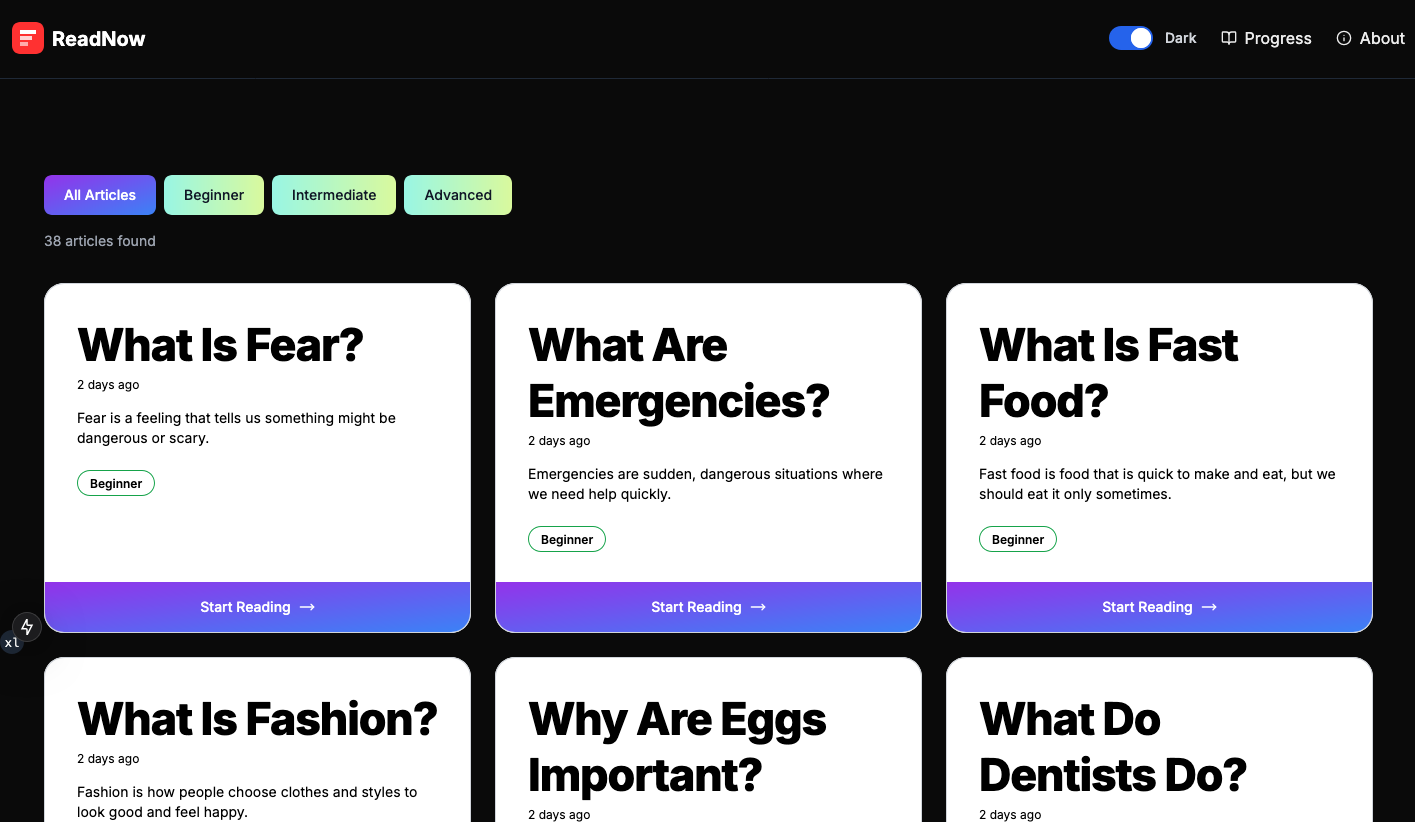 ReadNow
Dark
Progress
About
All Articles
Beginner
Intermediate
Advanced
38 articles found
What Is Fear?
2 days ago
Fear is a feeling that tells us something might be
dangerous or scary.
Beginner
Start Reading →
What Are
Emergencies?
2 days ago
Emergencies are sudden, dangerous situations where
we need help quickly.
Beginner
Start Reading →
What Is Fast
Food?
2 days ago
Fast food is food that is quick to make and eat, but we
should eat it only sometimes.
Beginner
Start Reading →
xl
What Is Fashion?
2 days ago
Fashion is how people choose clothes and styles to
look good and feel happy.
Why Are Eggs
Important?
2 days ago
What Do
Dentists Do?
2 days ago